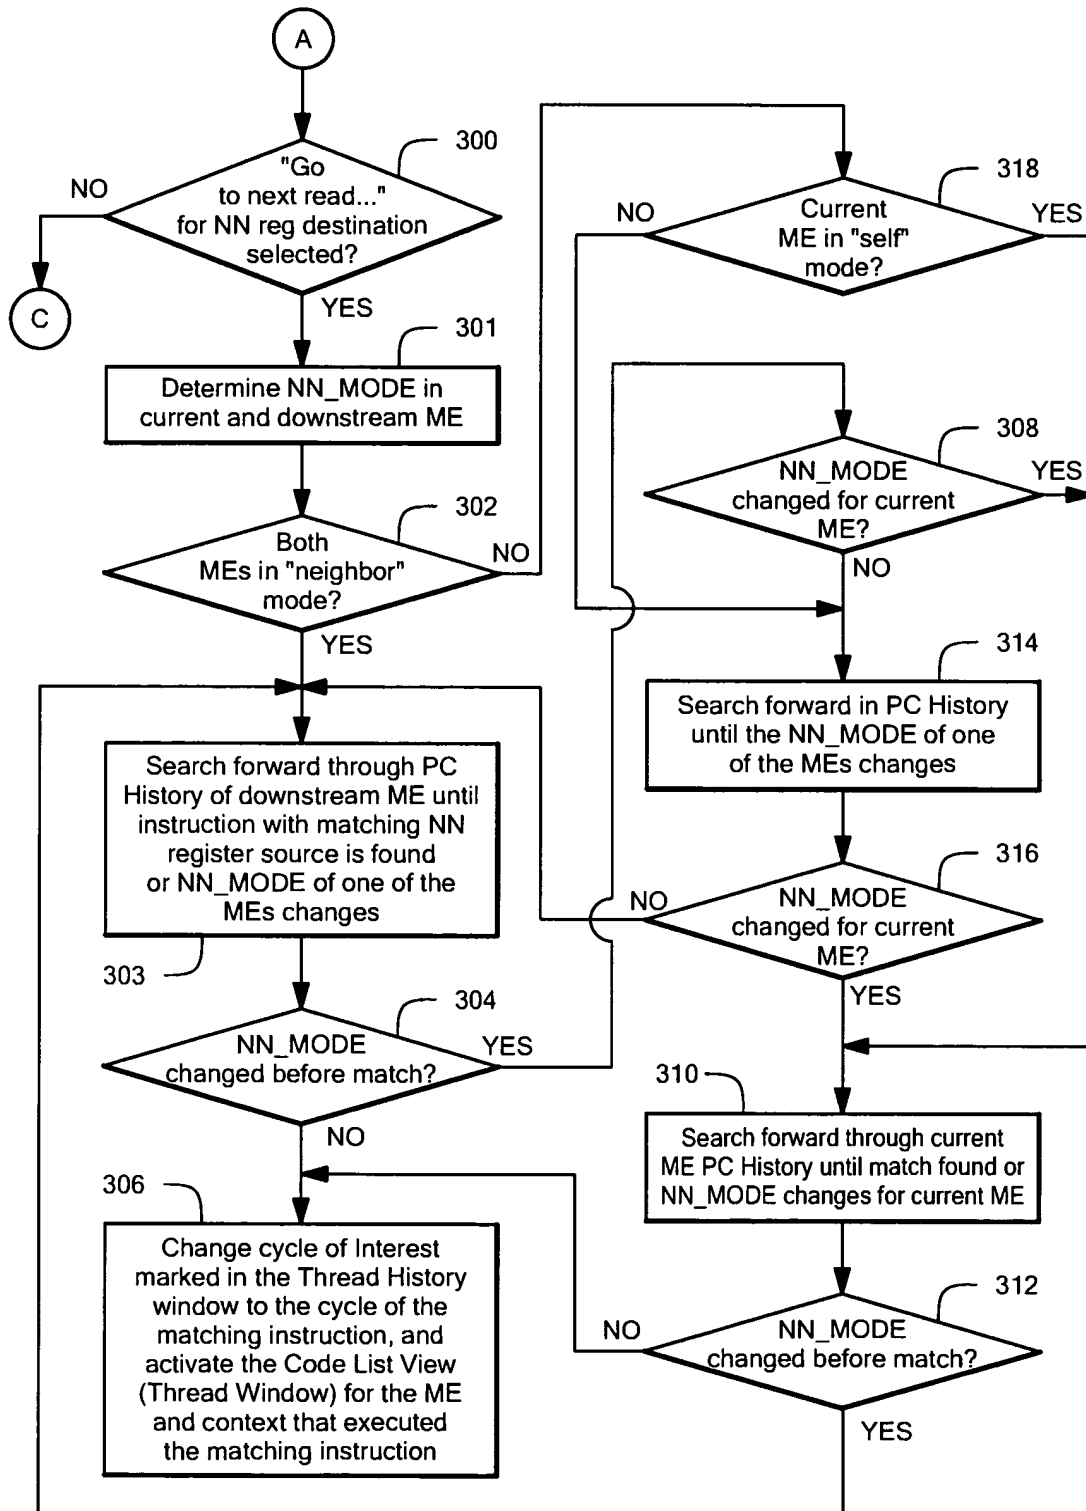 A
300
"Go
to next read..."
for NN reg destination
selected?
NO
C
YES
301
Determine NN_MODE in
current and downstream ME
302
Both
MEs in "neighbor"
mode?
NO
YES
Search forward through PC
History of downstream ME until
instruction with matching NN
register source is found
or NN_MODE of one of the
MEs changes
303
304
NN_MODE
changed before match?
YES
NO
306
Change cycle of Interest
marked in the Thread History
window to the cycle of the
matching instruction, and
activate the Code List View
(Thread Window) for the ME
and context that executed
the matching instruction
318
Current
ME in "self"
mode?
NO
YES
308
NN_MODE
changed for current
ME?
YES
NO
314
Search forward in PC History
until the NN_MODE of one
of the MEs changes
316
NN_MODE
changed for current
ME?
NO
YES
310
Search forward through current
ME PC History until match found or
NN_MODE changes for current ME
312
NN_MODE
changed before match?
NO
YES